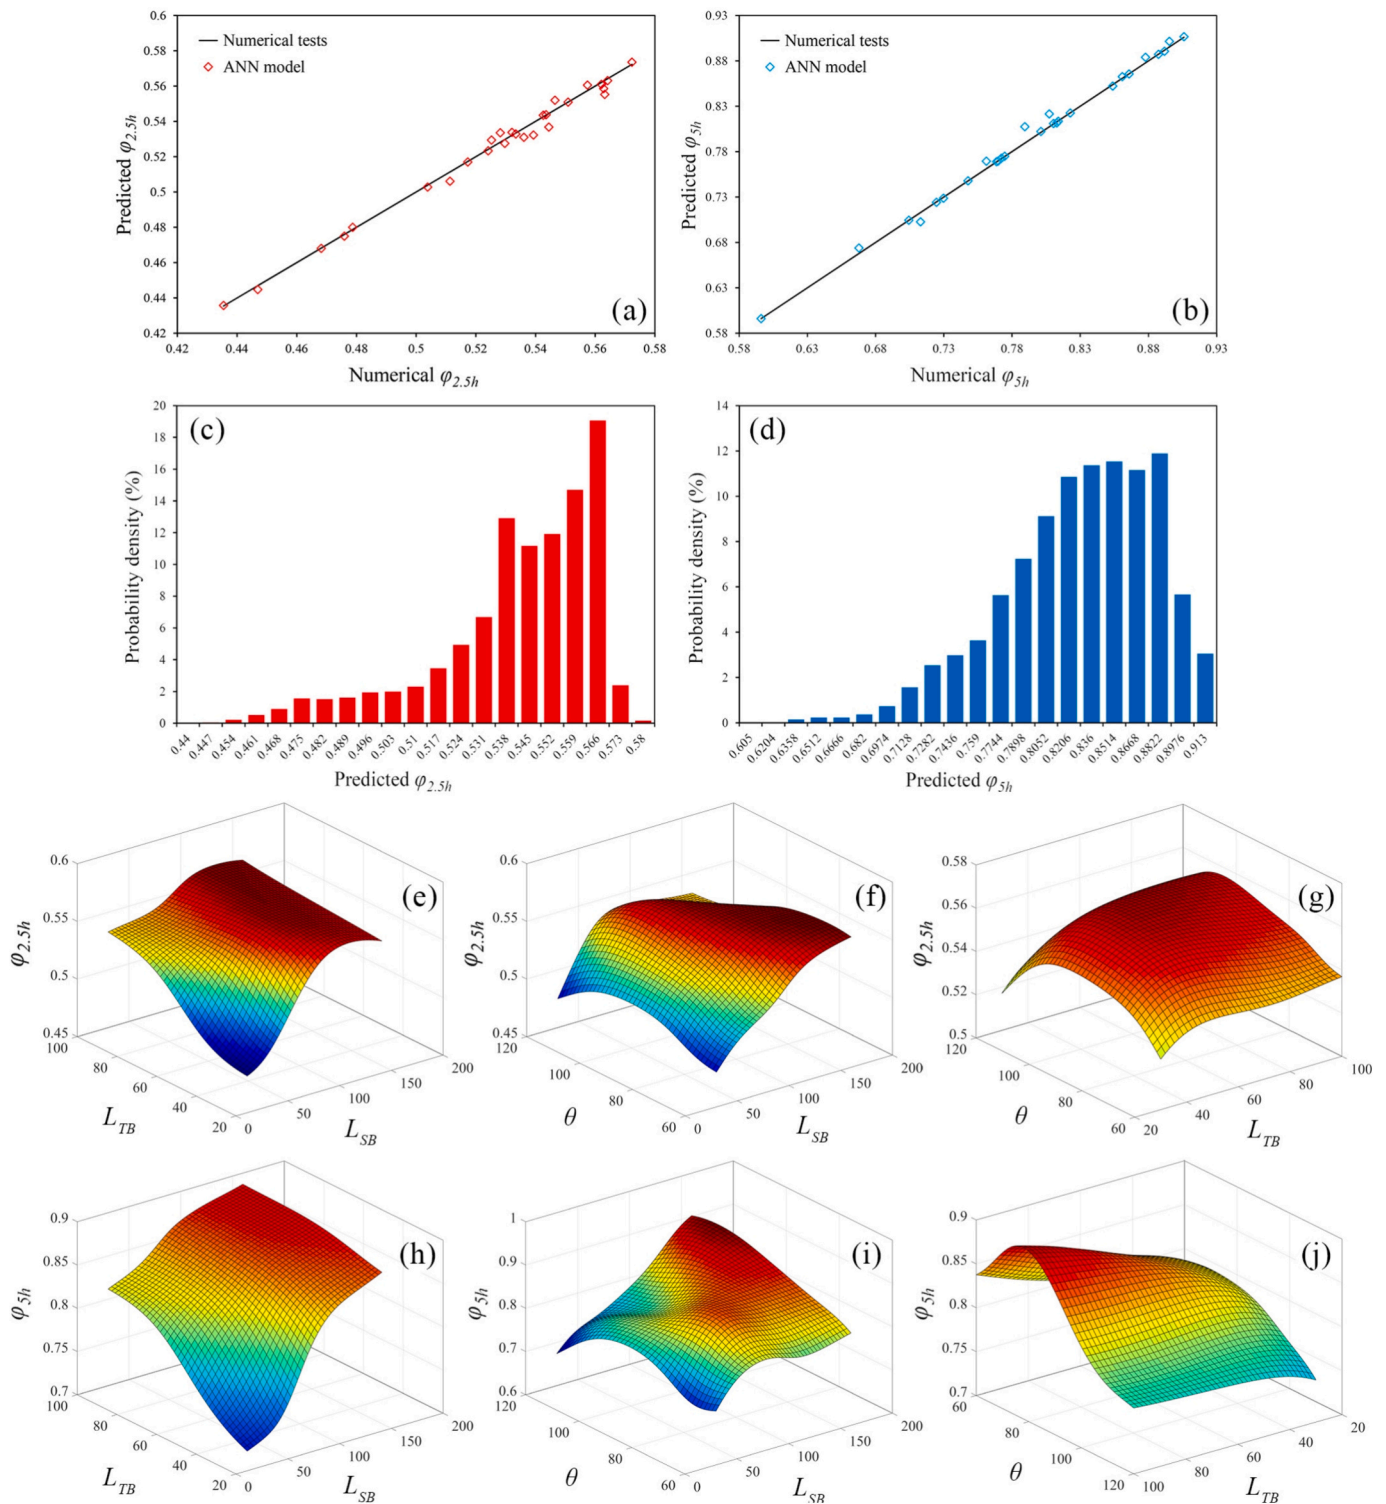 0.6
0.58
0.56
0.54
0.52
0.5
0.48
0.46
0.44
0.42
Predicted φ2.5h
Numerical tests
ANN model
(a)
0.42 0.44 0.46 0.48 0.5 0.52 0.54 0.56 0.58
Numerical φ2.5h
0.93
0.88
0.83
0.78
0.73
0.68
0.63
0.58
Predicted φ5h
Numerical tests
ANN model
(b)
0.58 0.63 0.68 0.73 0.78 0.83 0.88 0.93
Numerical φ5h
20
18
16
14
12
10
8
6
4
2
0
Probability density (%)
(c)
0.44 0.447 0.454 0.461 0.468 0.475 0.482 0.489 0.496 0.503 0.51 0.517 0.524 0.531 0.538 0.545 0.552 0.559 0.566 0.573 0.58
Predicted φ2.5h
14
12
10
8
6
4
2
0
Probability density (%)
(d)
0.605 0.6204 0.6358 0.6512 0.6666 0.682 0.6974 0.7128 0.7282 0.7436 0.759 0.7744 0.7898 0.8052 0.8206 0.836 0.8514 0.8668 0.8822 0.8976 0.913
Predicted φ5h
(e)
0.6
0.55
0.5
0.45
φ2.5h
100 80 60 40 20
LTB
0 50 100 150 200
LSB
(f)
0.6
0.55
0.5
0.45
φ2.5h
120 100 80 60
θ
0 50 100 150 200
LSB
(g)
0.58
0.56
0.54
0.52
0.5
φ2.5h
120 100 80 60
θ
20 40 60 80 100
LTB
(h)
0.9
0.85
0.8
0.75
0.7
φ5h
100 80 60 40 20
LTB
0 50 100 150 200
LSB
(i)
1
0.9
0.8
0.7
0.6
φ5h
120 100 80 60
θ
0 50 100 150 200
LSB
(j)
0.9
0.85
0.8
0.75
0.7
φ5h
60 80 100 120
θ
100 80 60 40 20
LTB